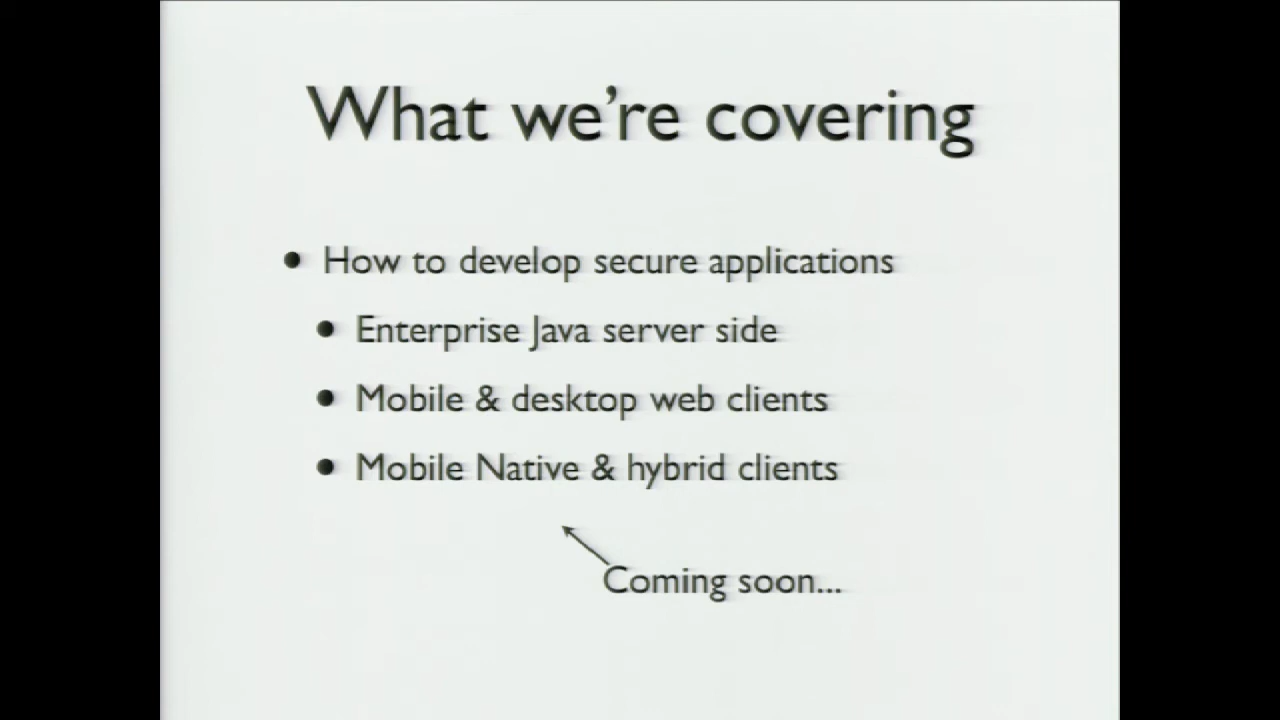 What we're covering
• How to develop secure applications
• Enterprise Java server side
• Mobile & desktop web clients
• Mobile Native & hybrid clients
Coming soon...